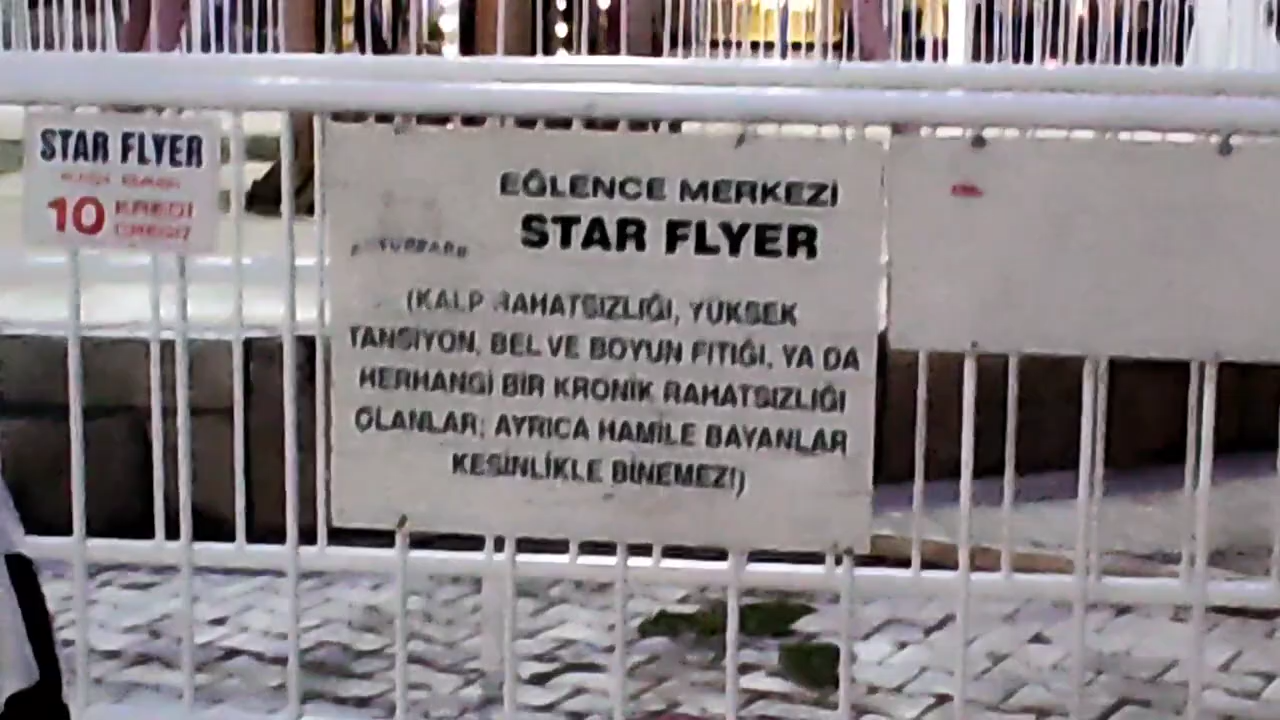 STAR FLYER
KİŞİ BAŞI
10 KREDİ
EĞLENCE MERKEZİ
STAR FLYER
(KALP RAHATSIZLIĞI, YÜKSEK
TANSİYON, BEL VE BOYUN FITIĞI, YA DA
HERHANGİ BİR KRONİK RAHATSIZLIĞI
OLANLAR; AYRICA HAMİLE BAYANLAR
KESİNLİKLE BİNEMEZ!)